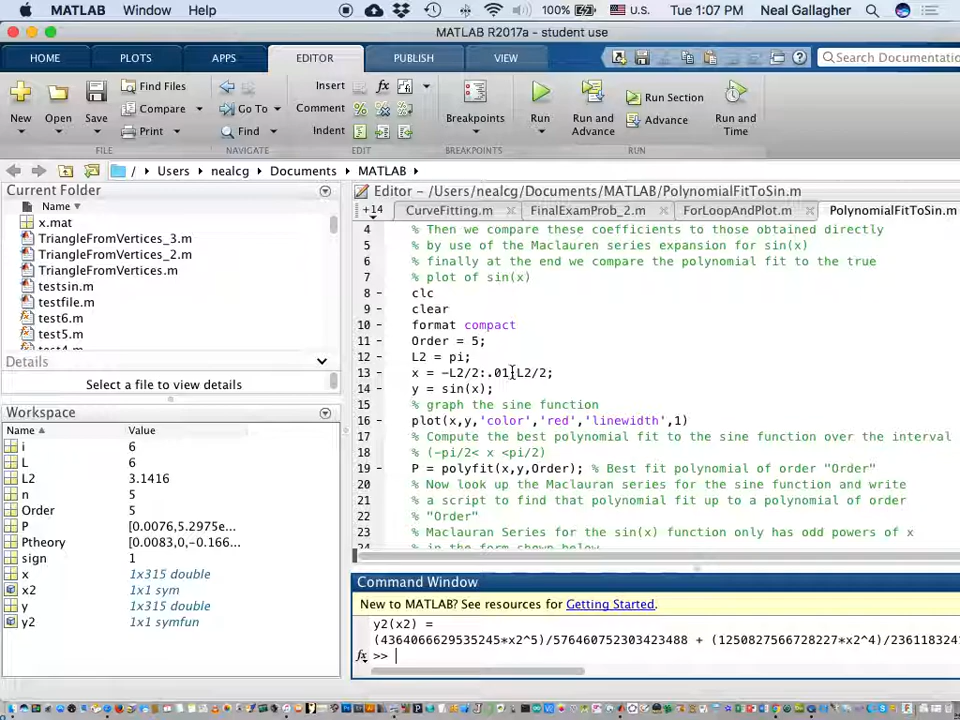 MATLAB Window Help 100% U.S. Tue 1:07 PM Neal Gallagher
MATLAB R2017a - student use
HOME PLOTS APPS EDITOR PUBLISH VIEW Search Documentatio
New Open Save Find Files Compare Print
Go To Find
Insert fx
Comment
Indent
Breakpoints Run Run and Advance Run Section Advance Run and Time
FILE NAVIGATE EDIT BREAKPOINTS RUN
/ Users nealcg Documents MATLAB
Current Folder
Name
x.mat
TriangleFromVertices_3.m
TriangleFromVertices_2.m
TriangleFromVertices.m
testsin.m
testfile.m
test6.m
test5.m
Details
Select a file to view details
Workspace
Name Value
i 6
L 6
L2 3.1416
n 5
Order 5
P [0.0076,5.2975e...
Ptheory [0.0083,0,-0.166...
sign 1
x 1x315 double
x2 1x1 sym
y 1x315 double
y2 1x1 symfun
Editor - /Users/nealcg/Documents/MATLAB/PolynomialFitToSin.m
+14 CurveFitting.m FinalExamProb_2.m ForLoopAndPlot.m PolynomialFitToSin.m
4 % Then we compare these coefficients to those obtained directly
5 % by use of the Maclauren series expansion for sin(x)
6 % finally at the end we compare the polynomial fit to the true
7 % plot of sin(x)
8 - clc
9 - clear
10 - format compact
11 - Order = 5;
12 - L2 = pi;
13 - x = -L2/2:.01:L2/2;
14 - y = sin(x);
15 % graph the sine function
16 - plot(x,y,'color','red','linewidth',1)
17 % Compute the best polynomial fit to the sine function over the interval
18 % (-pi/2< x <pi/2)
19 - P = polyfit(x,y,Order); % Best fit polynomial of order "Order"
20 % Now look up the Maclauran series for the sine function and write
21 % a script to find that polynomial fit up to a polynomial of order
22 % "Order"
23 % Maclauran Series for the sin(x) function only has odd powers of x
24 % in the form shown below
Command Window
New to MATLAB? See resources for Getting Started.
y2(x2) =
(4364066629535245*x2^5)/576460752303423488 + (1250827566728227*x2^4)/2361183241
fx >>